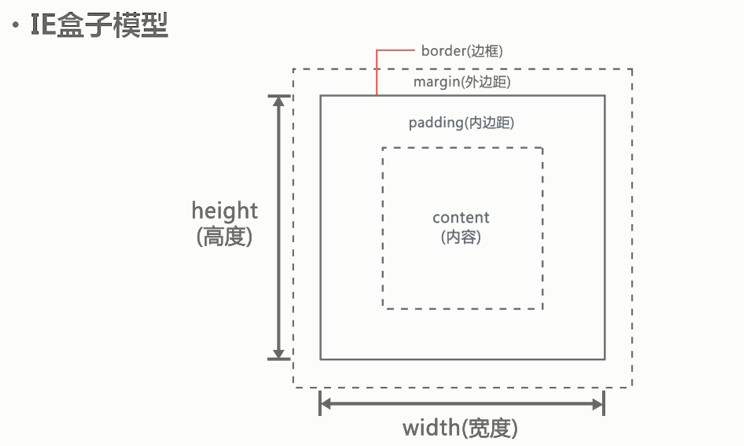 · IE盒子模型
border(边框)
margin(外边距)
padding(内边距)
height
(高度)
content
(内容)
width(宽度)